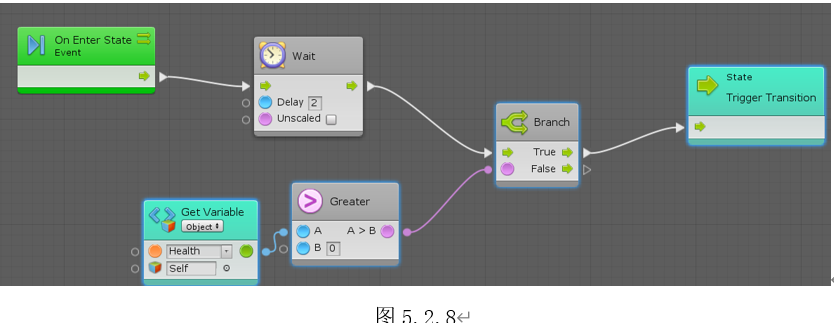 On Enter State
Event
Wait
Delay 2
Unscaled
Branch
True
False
State
Trigger Transition
Get Variable
Object
Health
Self
Greater
A A > B
B 0
图 5.2.8